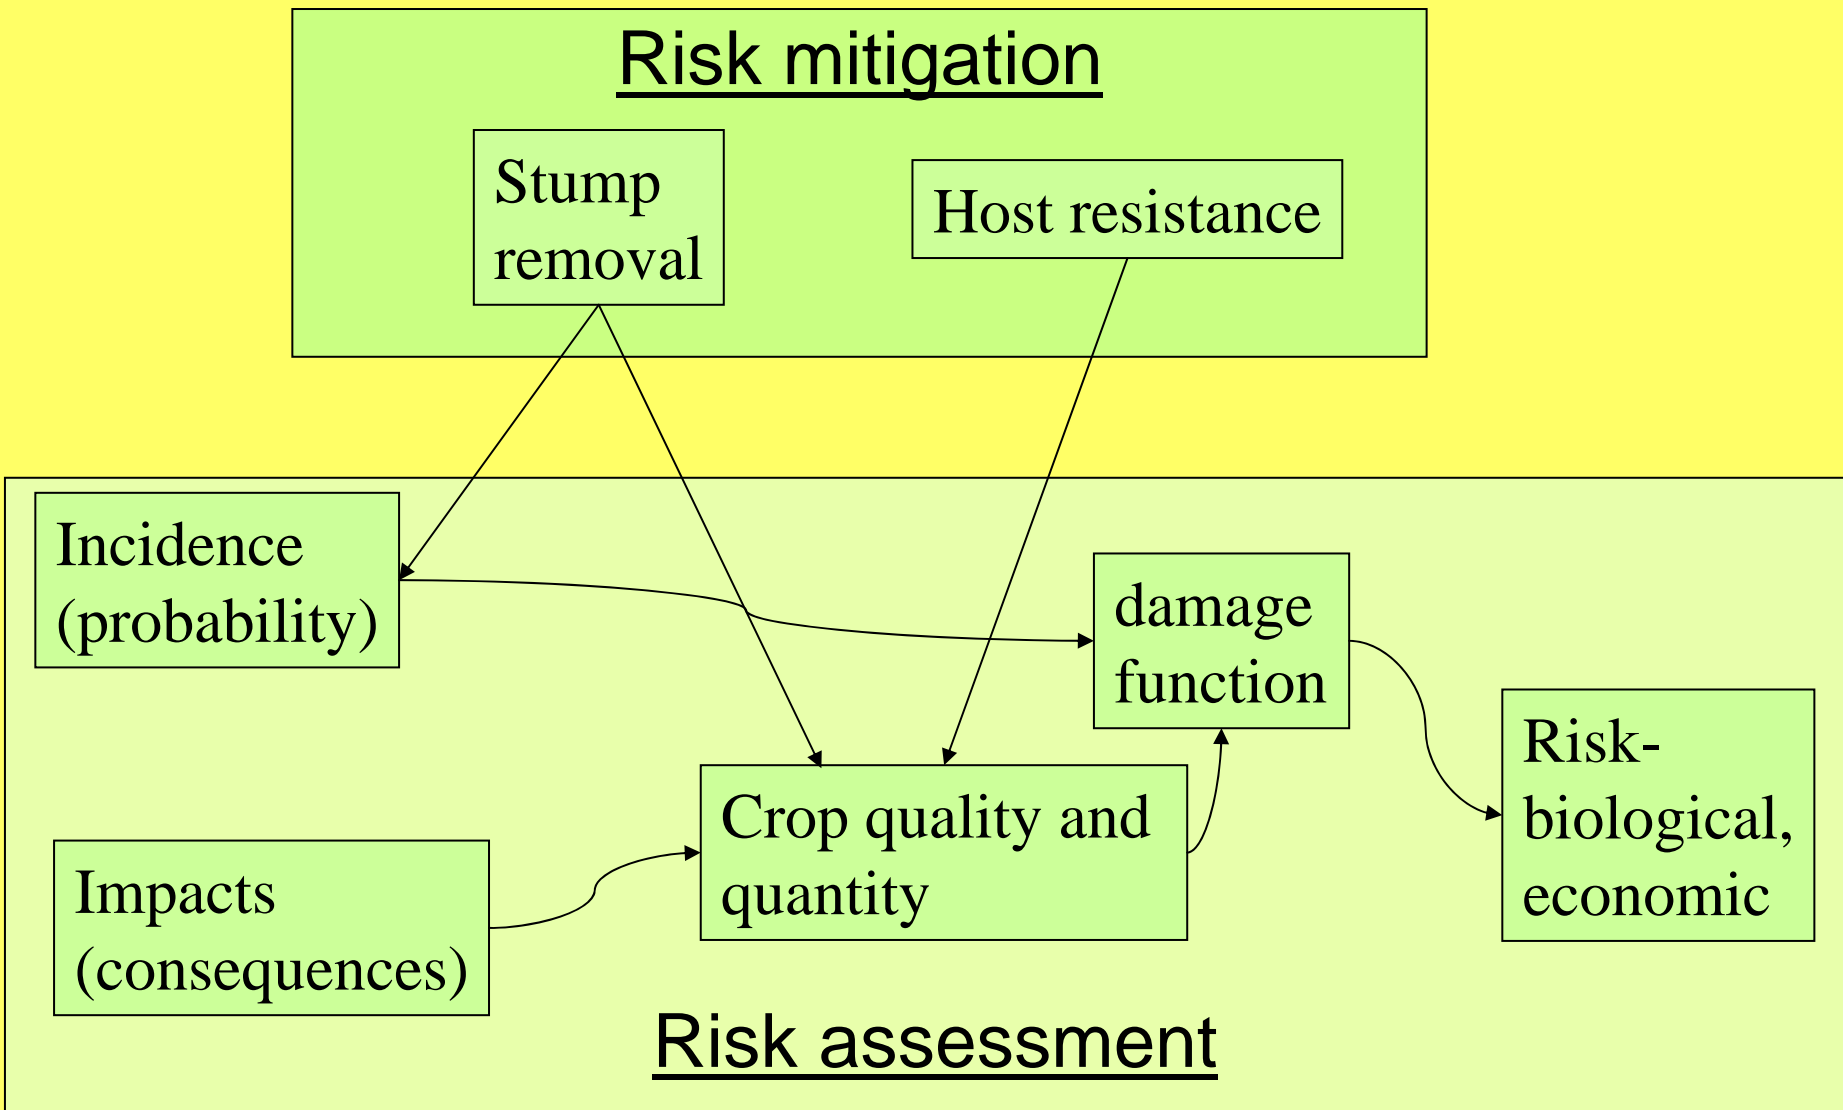 Risk mitigation
Stump
removal
Host resistance
Incidence
(probability)
damage
function
Risk-
biological,
economic
Crop quality and
quantity
Impacts
(consequences)
Risk assessment